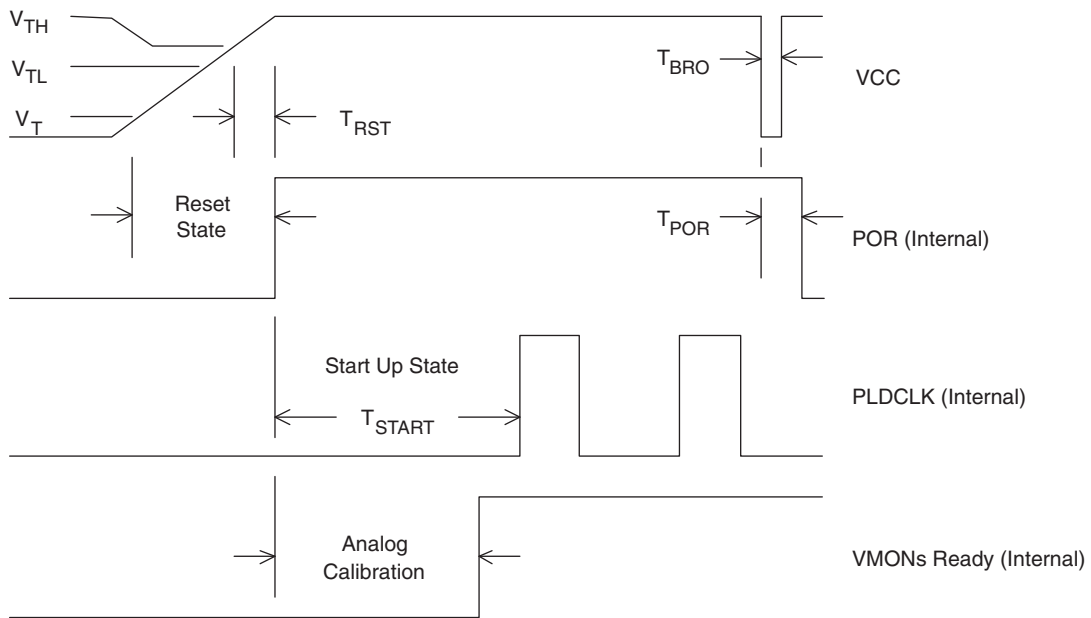 VTH
VTL
VT
TRST
TBRO
VCC
Reset
State
TPOR
POR (Internal)
Start Up State
TSTART
PLDCLK (Internal)
Analog
Calibration
VMONs Ready (Internal)